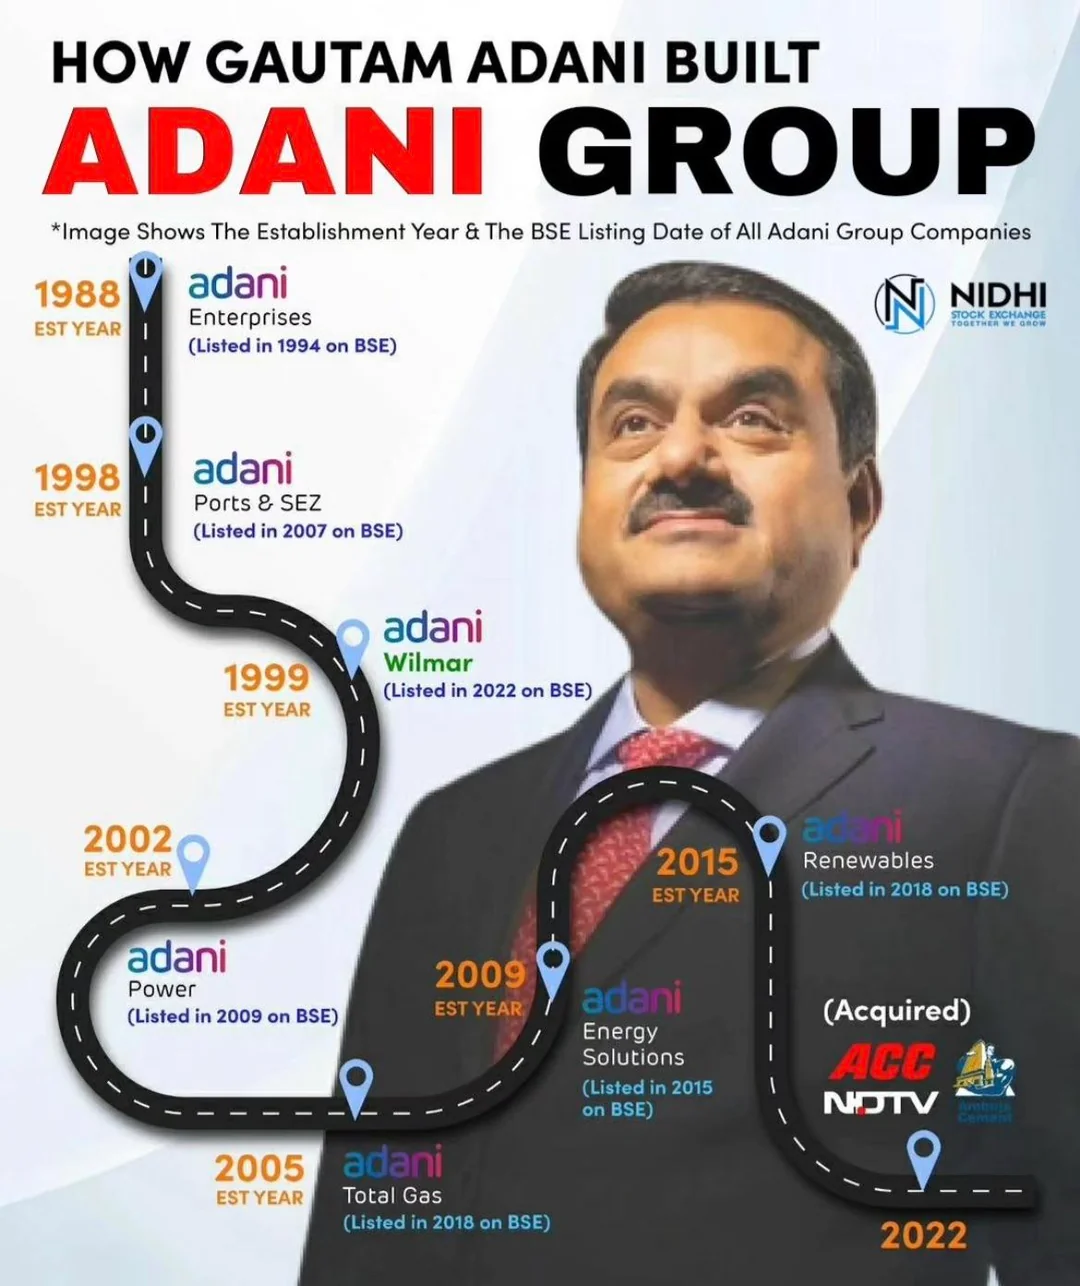 HOW GAUTAM ADANI BUILT
ADANI GROUP
*Image Shows The Establishment Year & The BSE Listing Date of All Adani Group Companies
NIDHI
STOCK EXCHANGE
TOGETHER WE GROW
1988
EST YEAR
adani
Enterprises
(Listed in 1994 on BSE)
1998
EST YEAR
adani
Ports & SEZ
(Listed in 2007 on BSE)
1999
EST YEAR
adani
Wilmar
(Listed in 2022 on BSE)
2002
EST YEAR
adani
Power
(Listed in 2009 on BSE)
2005
EST YEAR
adani
Total Gas
(Listed in 2018 on BSE)
2009
EST YEAR
adani
Energy
Solutions
(Listed in 2015
on BSE)
2015
EST YEAR
adani
Renewables
(Listed in 2018 on BSE)
(Acquired)
ACC
NDTV
Ambuja
Cement
2022